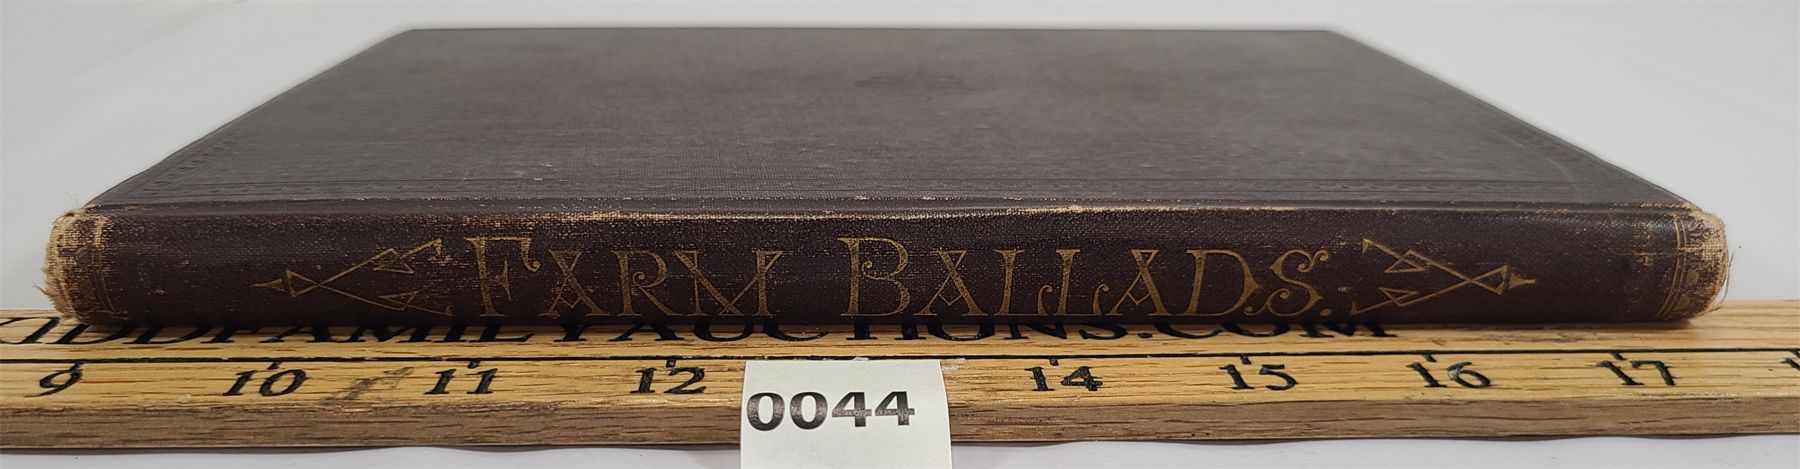 FARM BALLADS.
KIDDFAMILYAUCTIONS.COM
9 10 11 12 14 15 16 17
0044